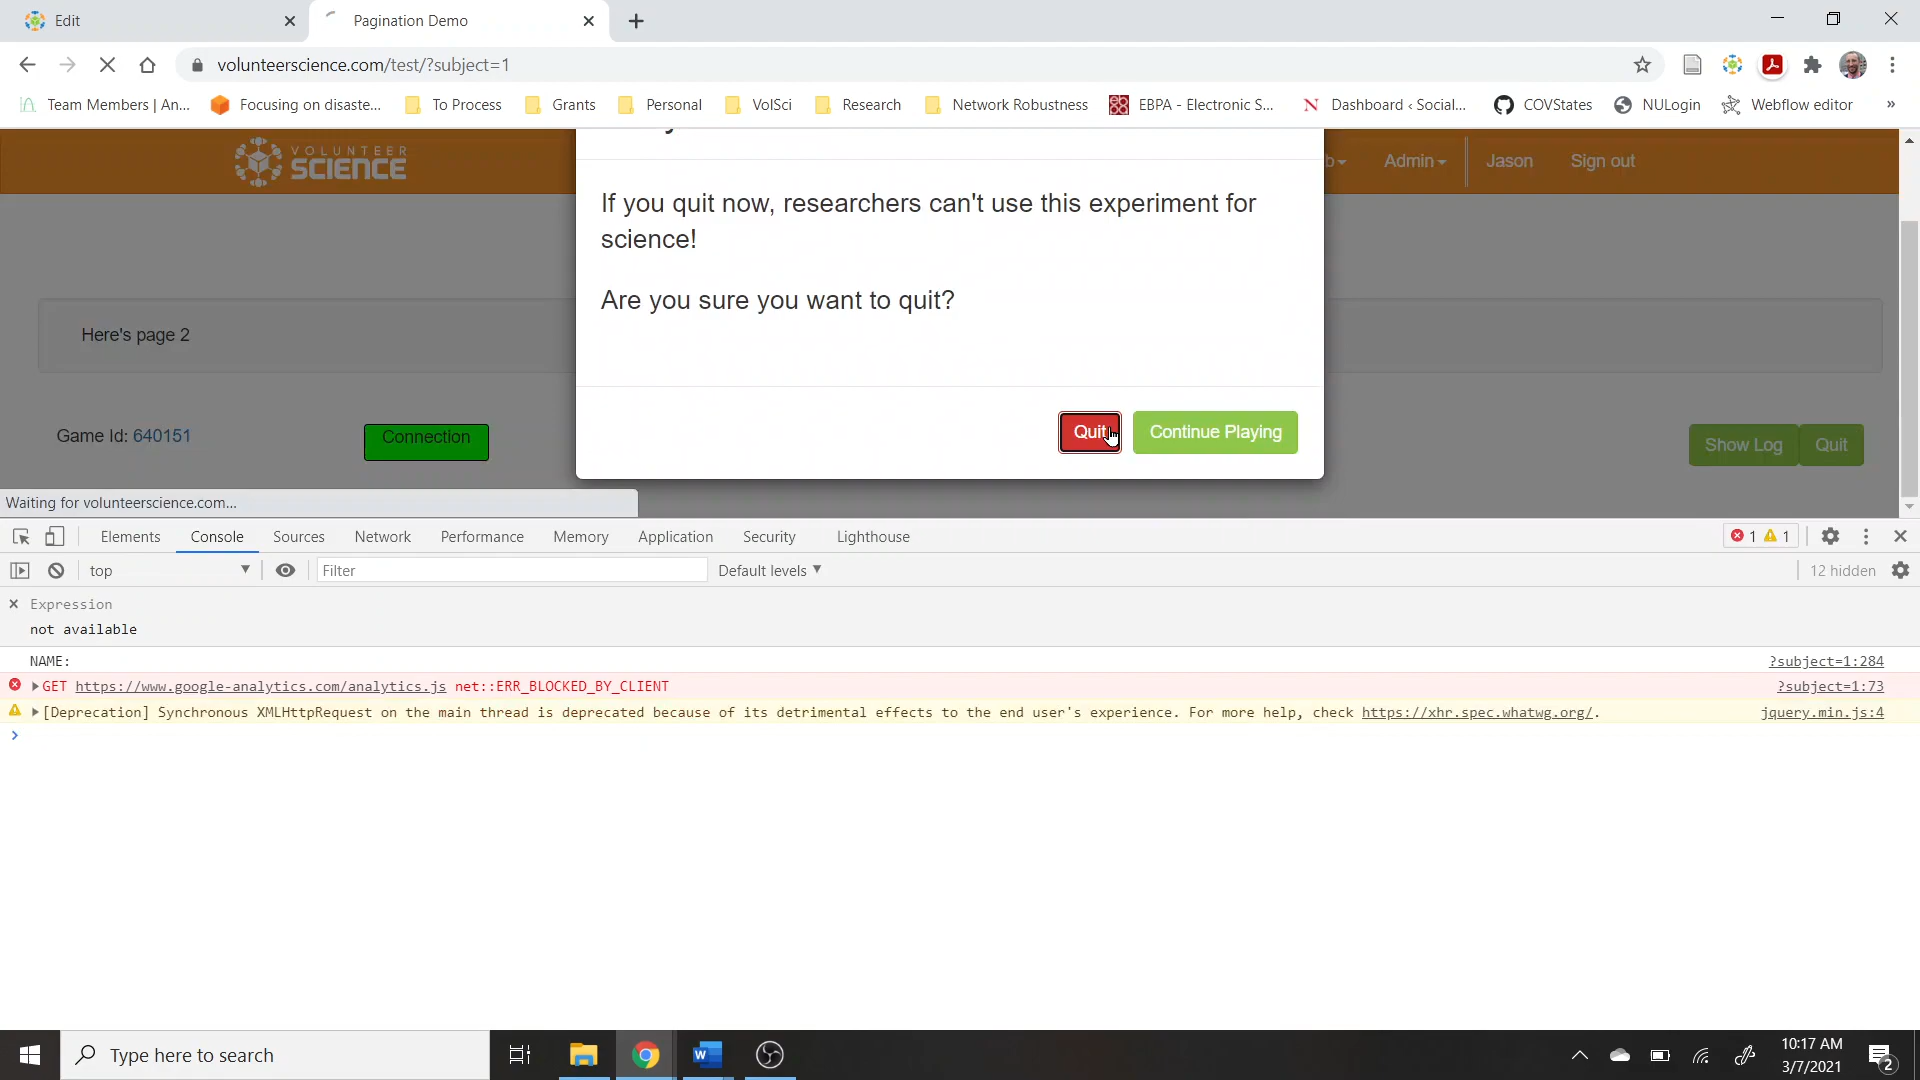 Edit
Pagination Demo
volunteerscience.com/test/?subject=1
Team Members | An... Focusing on disaste... To Process Grants Personal VolSci Research Network Robustness EBPA - Electronic S... Dashboard ‹ Social... COVStates NULogin Webflow editor »
VOLUNTEER
SCIENCE
b Admin Jason Sign out
If you quit now, researchers can't use this experiment for
science!
Are you sure you want to quit?
Here's page 2
Quit Continue Playing
Game Id: 640151 Connection Show Log Quit
Waiting for volunteerscience.com...
Elements Console Sources Network Performance Memory Application Security Lighthouse 1 1
top Filter Default levels 12 hidden
Expression
not available
NAME: ?subject=1:284
GET https://www.google-analytics.com/analytics.js net::ERR_BLOCKED_BY_CLIENT ?subject=1:73
[Deprecation] Synchronous XMLHttpRequest on the main thread is deprecated because of its detrimental effects to the end user's experience. For more help, check https://xhr.spec.whatwg.org/. jquery.min.js:4
Type here to search
10:17 AM
3/7/2021
2